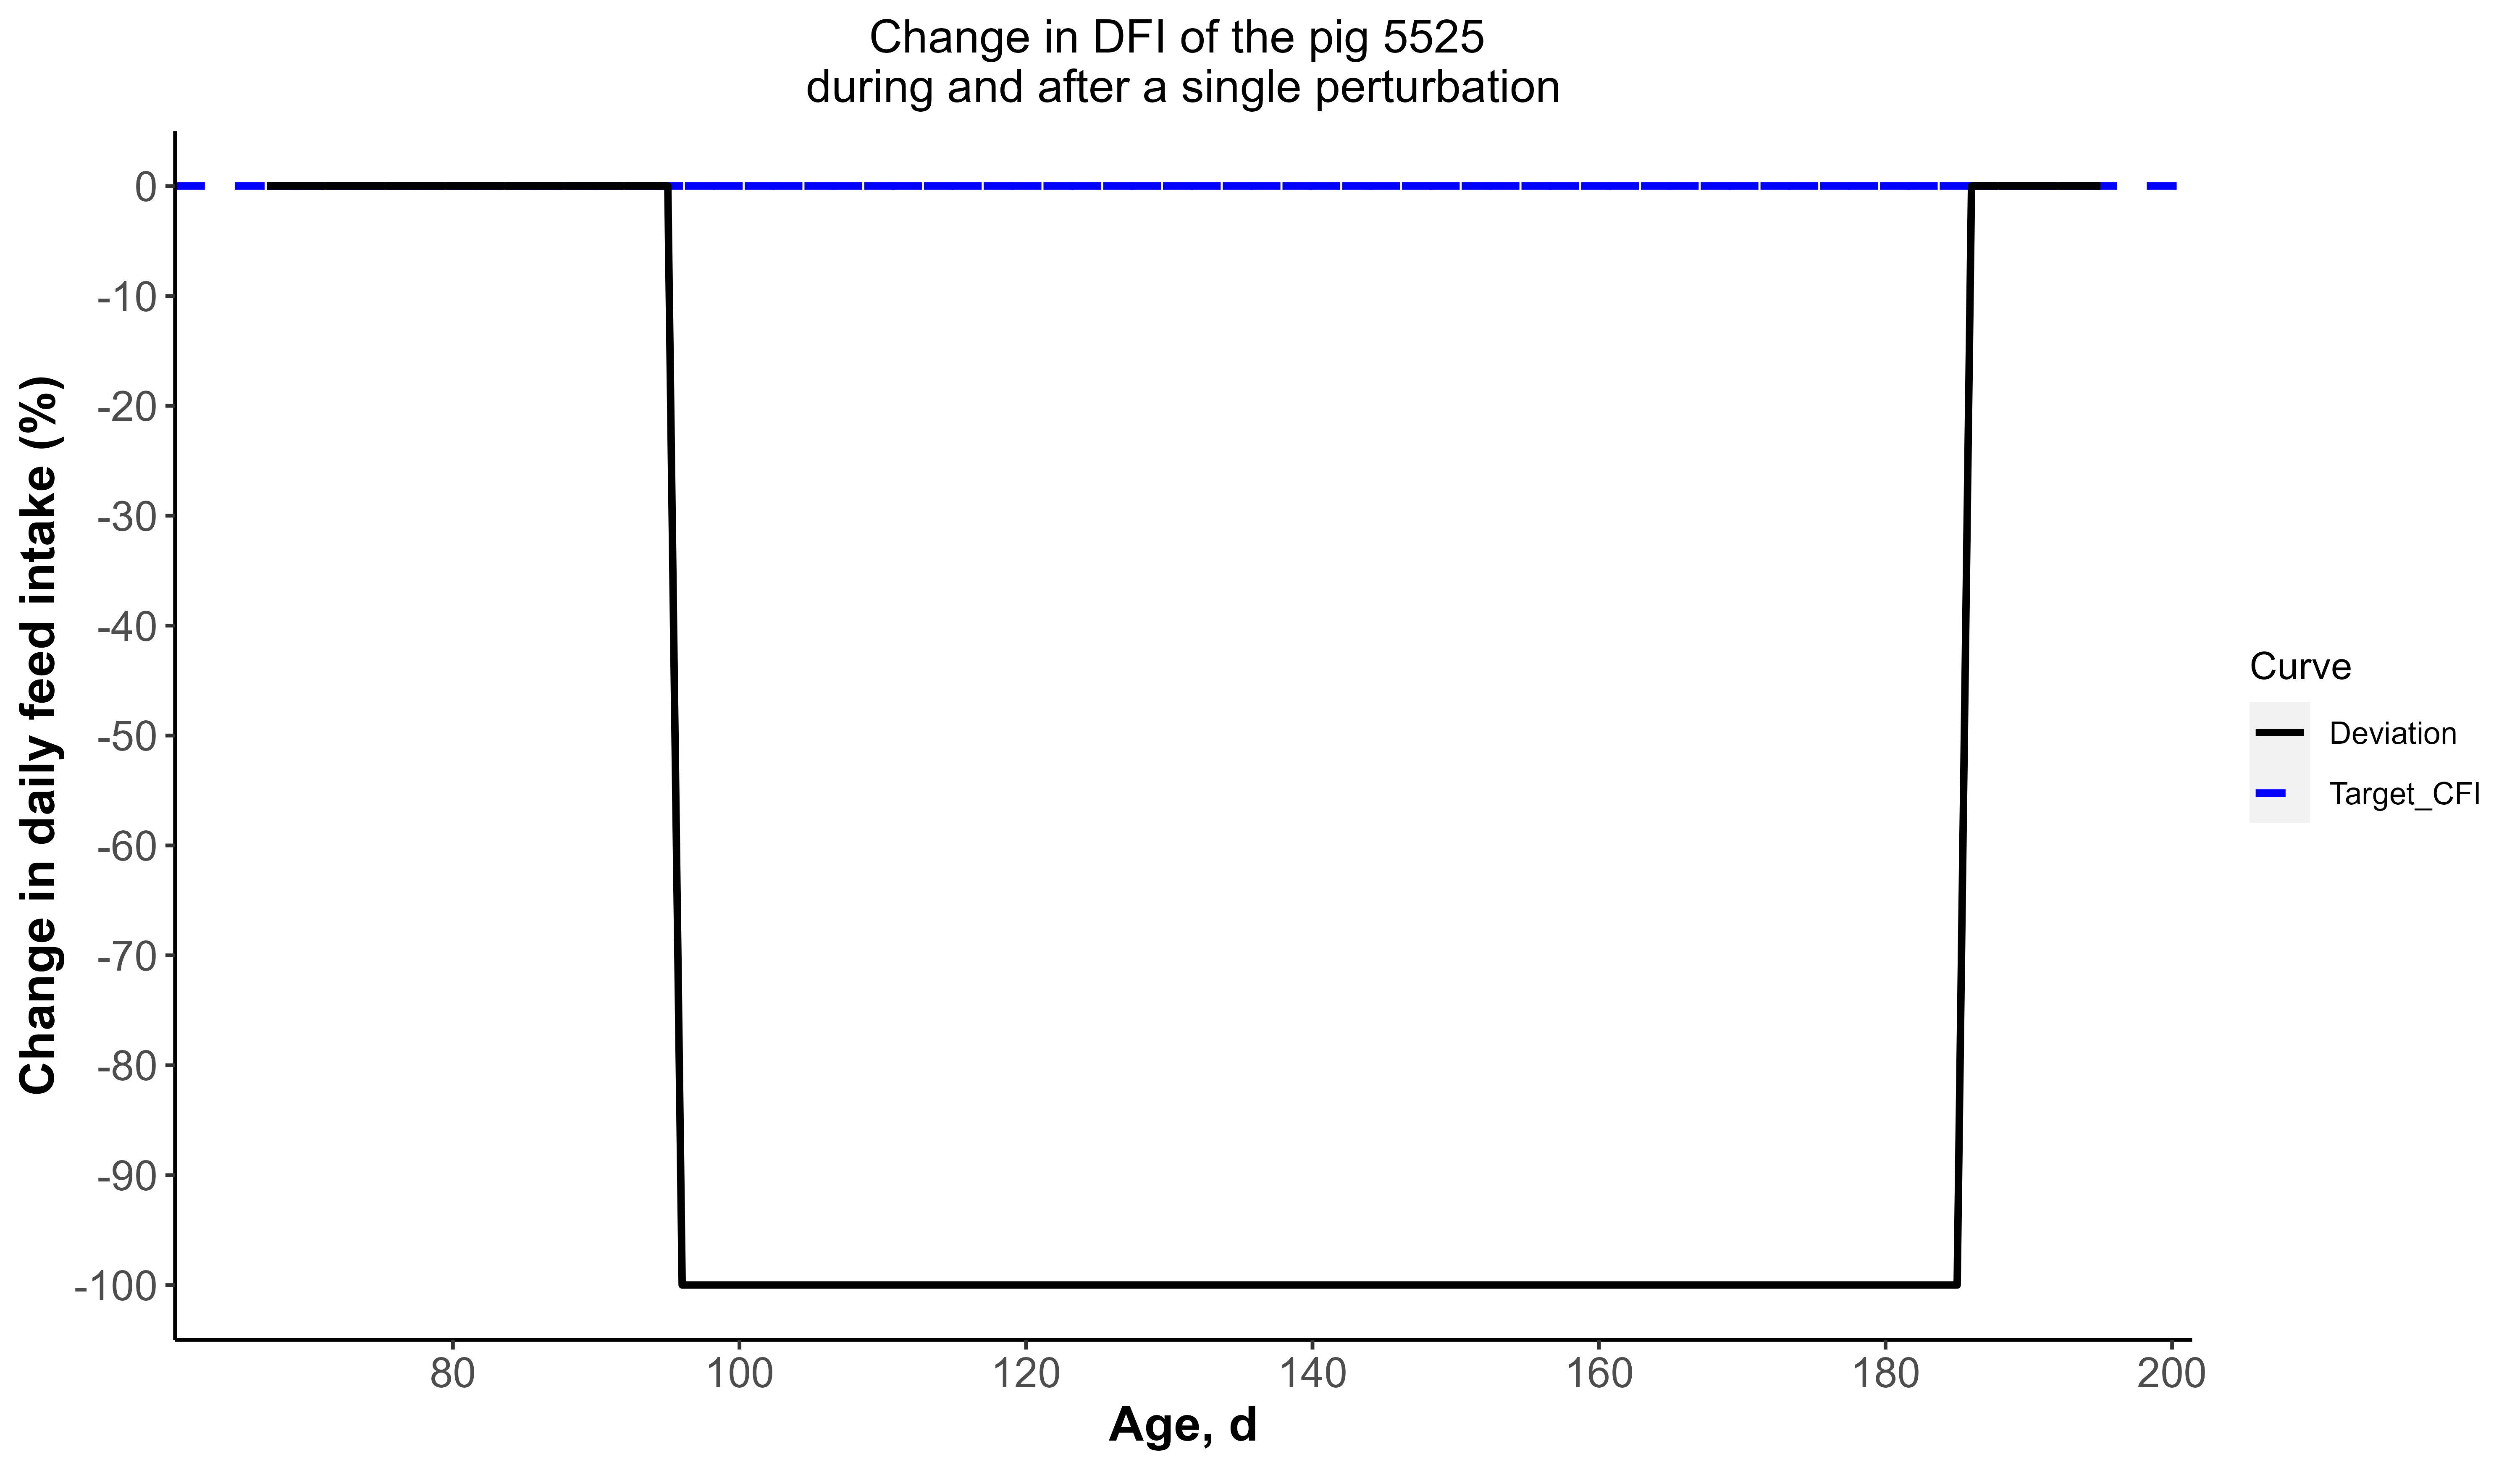 Change in DFI of the pig 5525
during and after a single perturbation
Change in daily feed intake (%)
0
-10
-20
-30
-40
-50
-60
-70
-80
-90
-100
80 100 120 140 160 180 200
Age, d
Curve
Deviation
Target_CFI